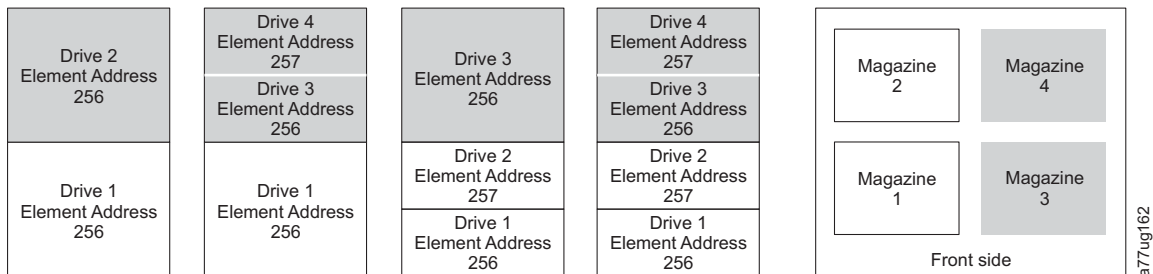 Drive 2
Element Address
256
Drive 1
Element Address
256
Drive 4
Element Address
257
Drive 3
Element Address
256
Drive 1
Element Address
256
Drive 3
Element Address
256
Drive 2
Element Address
257
Drive 1
Element Address
256
Drive 4
Element Address
257
Drive 3
Element Address
256
Drive 2
Element Address
257
Drive 1
Element Address
256
Magazine
2
Magazine
4
Magazine
1
Magazine
3
Front side
a77ug162